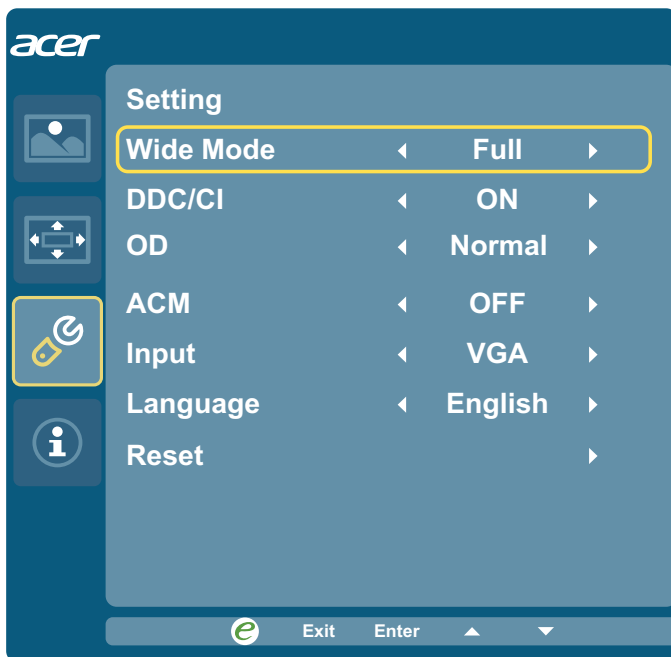 acer
Setting
Wide Mode Full
DDC/CI ON
OD Normal
ACM OFF
Input VGA
Language English
Reset
e Exit Enter